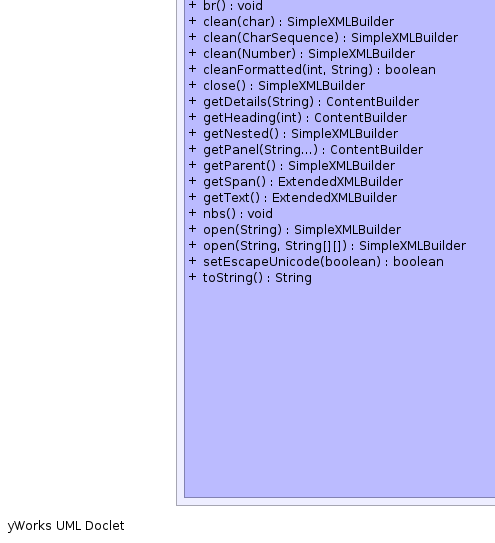 + br() : void
+ clean(char) : SimpleXMLBuilder
+ clean(CharSequence) : SimpleXMLBuilder
+ clean(Number) : SimpleXMLBuilder
+ cleanFormatted(int, String) : boolean
+ close() : SimpleXMLBuilder
+ getDetails(String) : ContentBuilder
+ getHeading(int) : ContentBuilder
+ getNested() : SimpleXMLBuilder
+ getPanel(String...) : ContentBuilder
+ getParent() : SimpleXMLBuilder
+ getSpan() : ExtendedXMLBuilder
+ getText() : ExtendedXMLBuilder
+ nbs() : void
+ open(String) : SimpleXMLBuilder
+ open(String, String[][]) : SimpleXMLBuilder
+ setEscapeUnicode(boolean) : boolean
+ toString() : String
yWorks UML Doclet